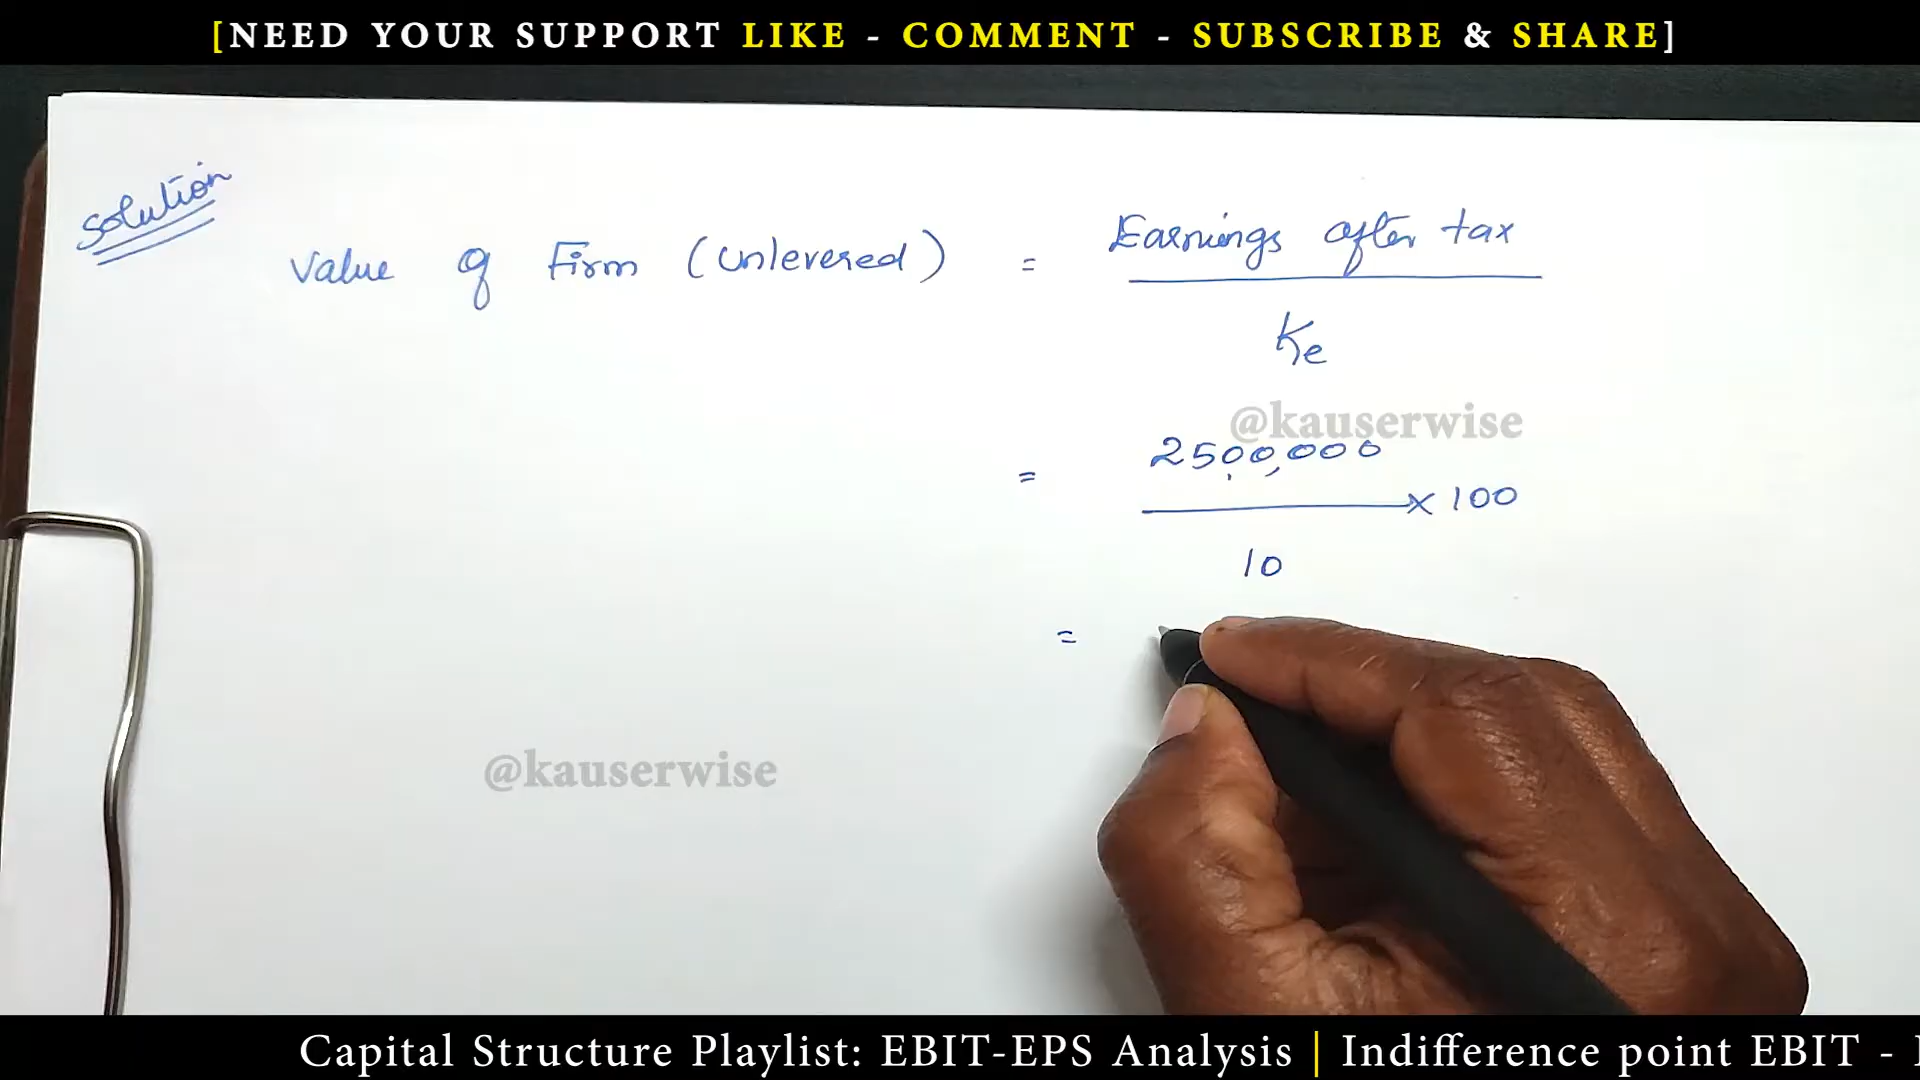 [NEED YOUR SUPPORT LIKE - COMMENT - SUBSCRIBE & SHARE]
Solution
Value of Firm (Unlevered) = Earnings after tax
Ke
@kauserwise
= 2500,000 × 100
10
=
@kauserwise
Capital Structure Playlist: EBIT-EPS Analysis | Indifference point EBIT -